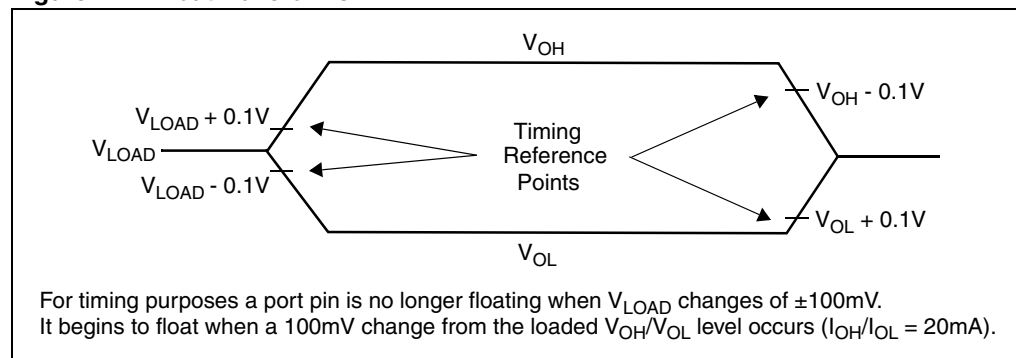 V_OH
V_LOAD + 0.1V
V_OH - 0.1V
V_LOAD
Timing
Reference
Points
V_LOAD - 0.1V
V_OL + 0.1V
V_OL
For timing purposes a port pin is no longer floating when V_LOAD changes of ±100mV.
It begins to float when a 100mV change from the loaded V_OH/V_OL level occurs (I_OH/I_OL = 20mA).